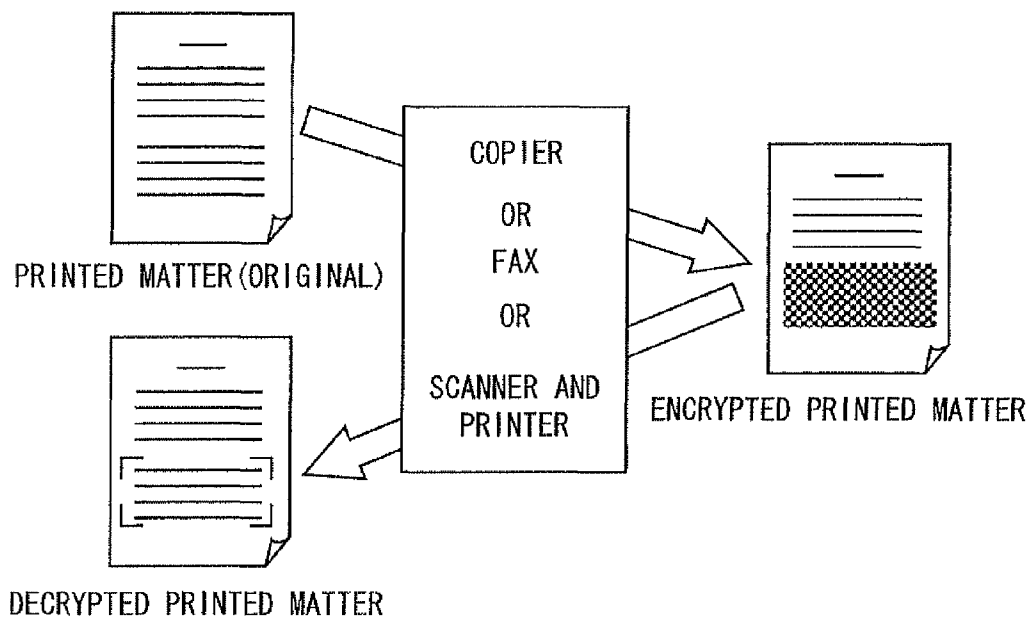 COPIER
OR
FAX
OR
SCANNER AND
PRINTER
PRINTED MATTER(ORIGINAL)
ENCRYPTED PRINTED MATTER
DECRYPTED PRINTED MATTER